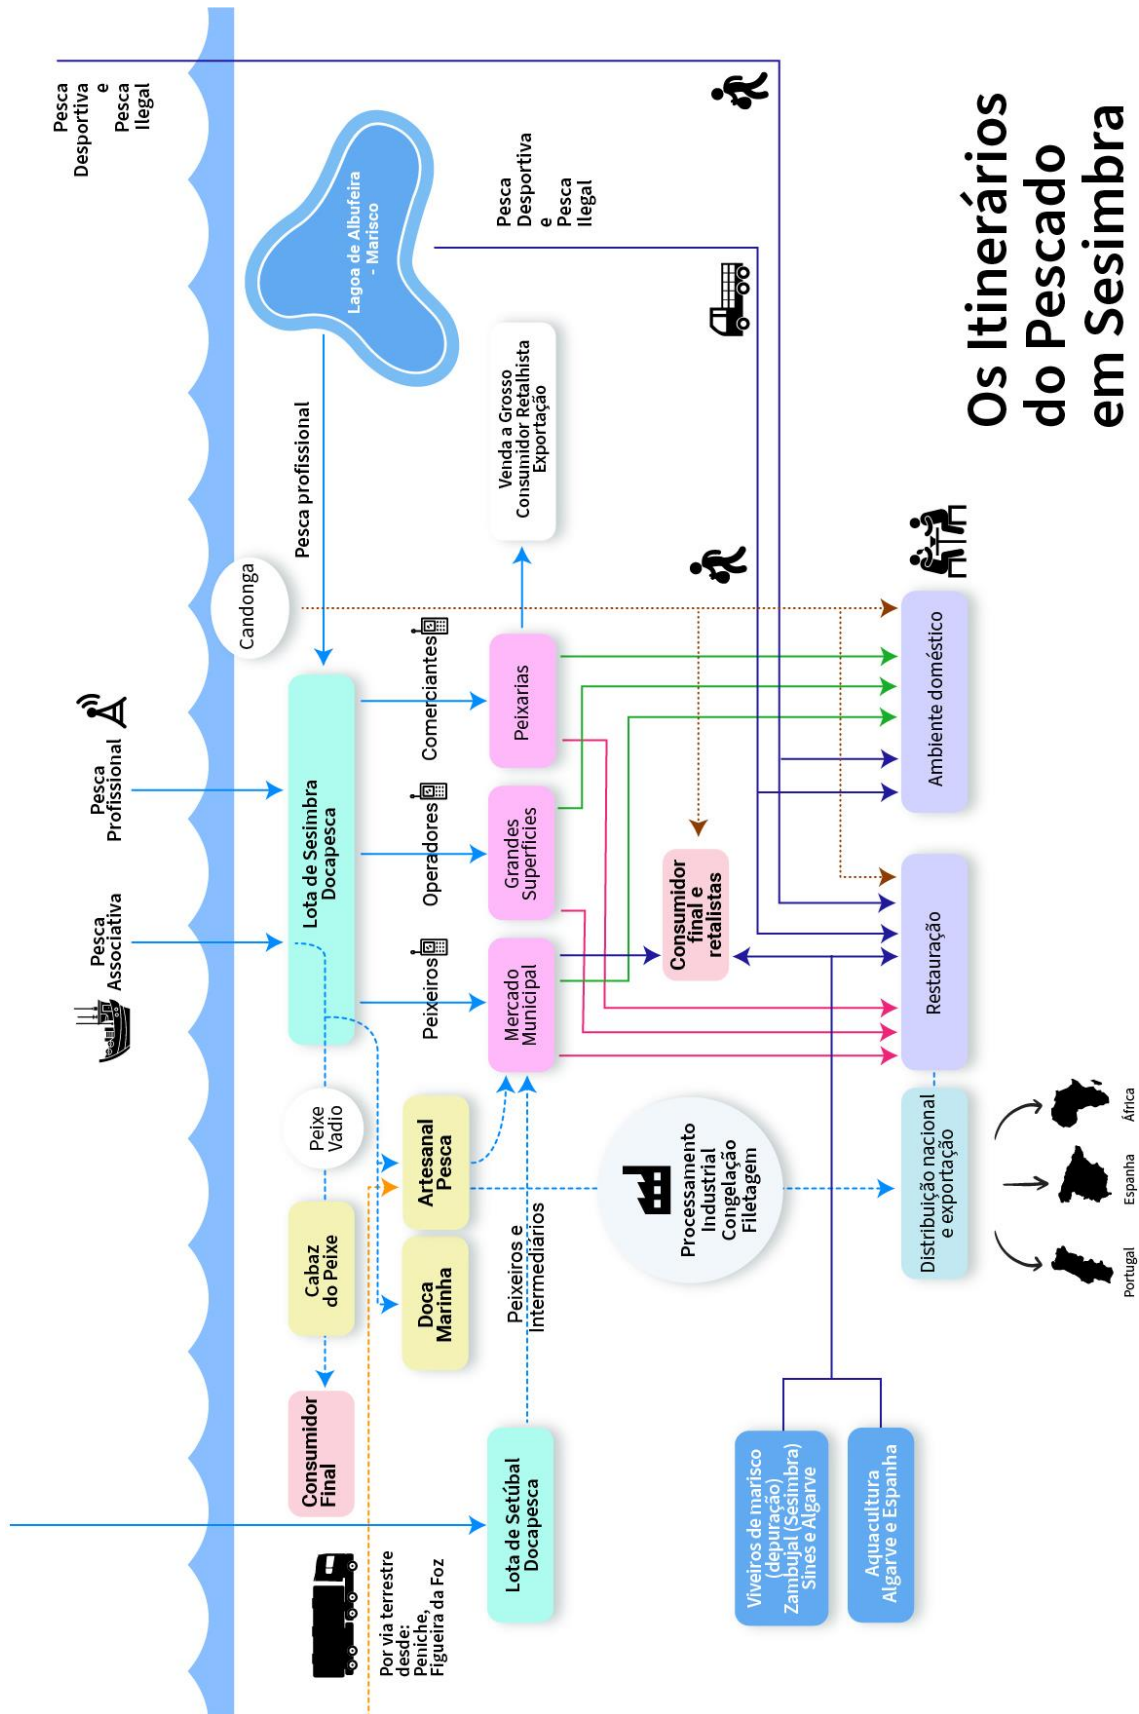 Os Itinerários
do Pescado
em Sesimbra
Pesca
Desportiva
e
Pesca
Ilegal
Lagoa de Albufeira
- Marisco
Pesca
Desportiva
e
Pesca
Ilegal
Pesca profissional
Candonga
Pesca
Profissional
Pesca
Associativa
Lota de Sesimbra
Docapesca
Comerciantes
Operadores
Peixeiros
Venda a Grosso
Consumidor Retalhista
Exportação
Peixarias
Grandes
Superfícies
Mercado
Municipal
Consumidor
final e
retalistas
Ambiente doméstico
Restauração
Peixe
Vadio
Cabaz
do Peixe
Consumidor
Final
Artesanal
Pesca
Doca
Marinha
Peixeiros e
Intermediários
Processamento
Industrial
Congelação
Filetagem
Distribuição nacional
e exportação
África
Espanha
Portugal
Por via terrestre
desde:
Peniche,
Figueira da Foz
Lota de Setúbal
Docapesca
Viveiros de marisco
(depuração)
Zambujal (Sesimbra)
Sines e Algarve
Aquacultura
Algarve e Espanha